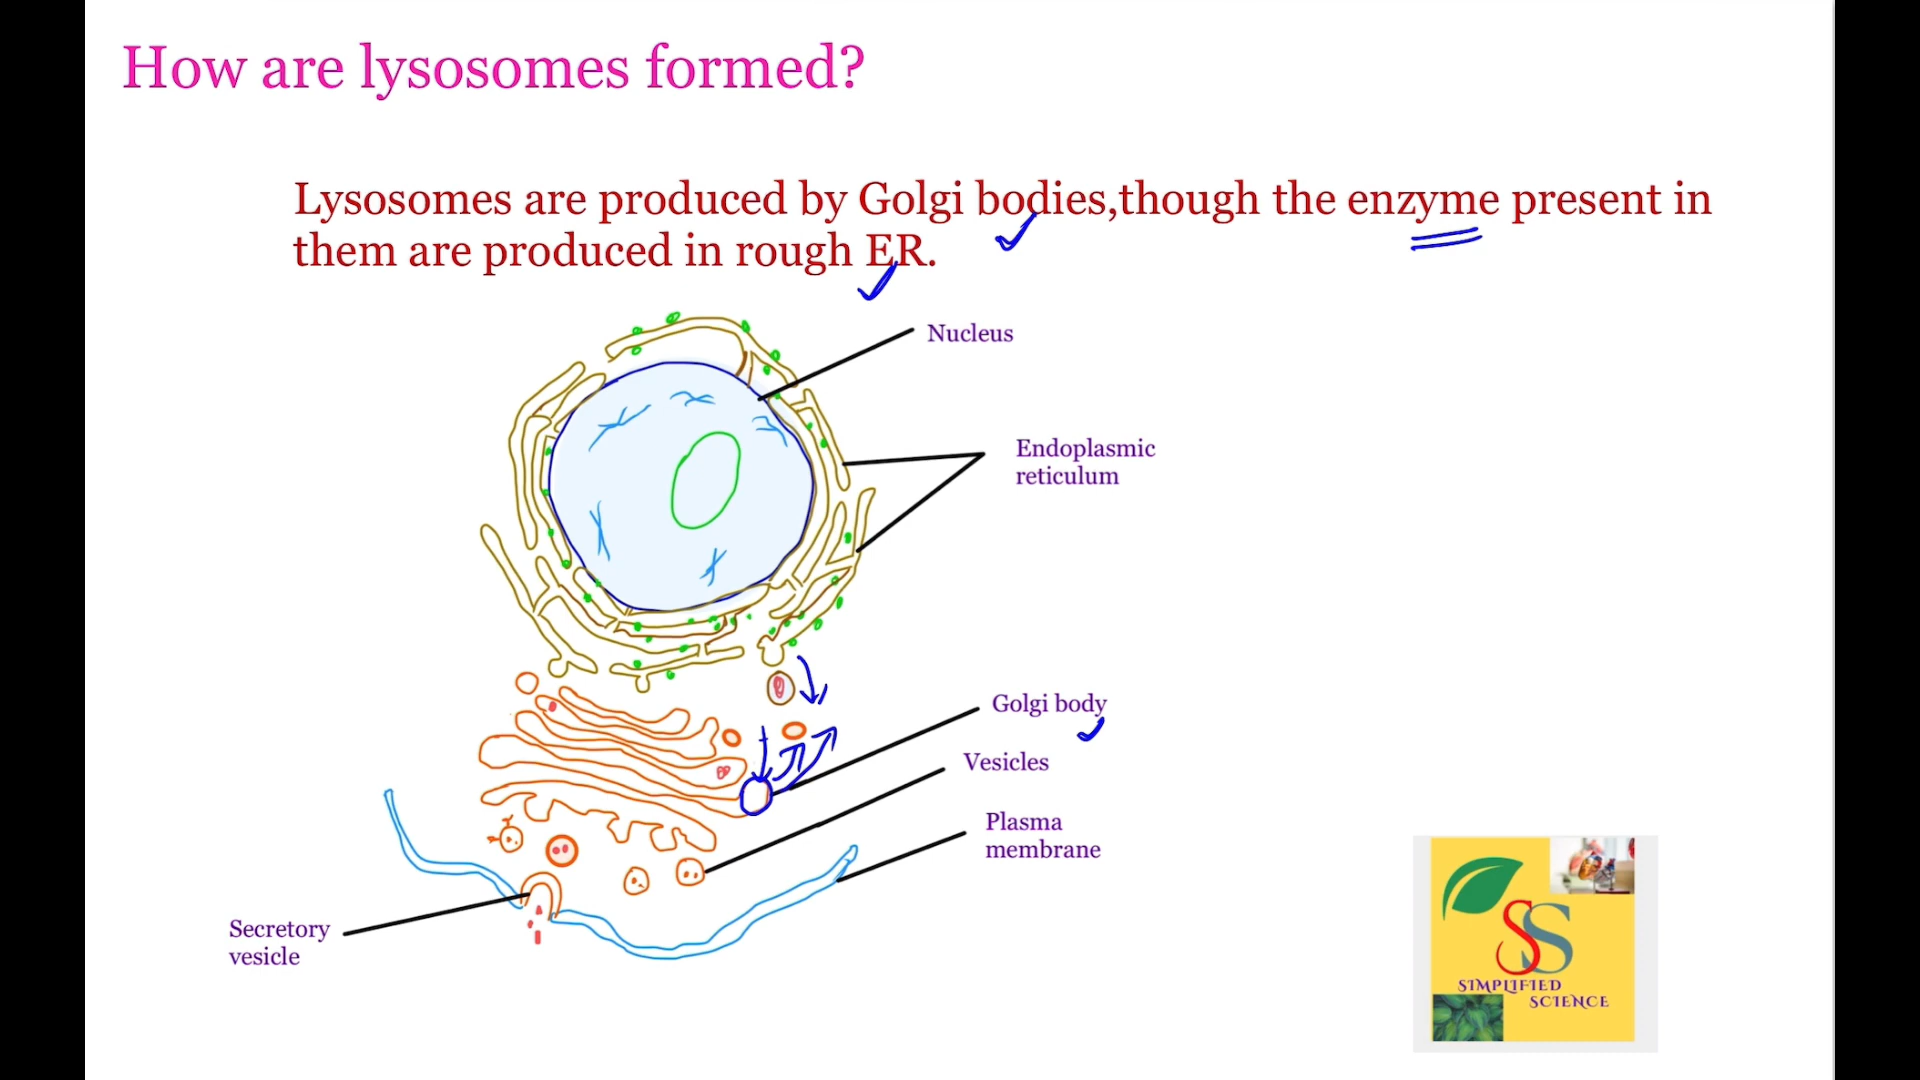 How are lysosomes formed?
Lysosomes are produced by Golgi bodies,though the enzyme present in
them are produced in rough ER.
Nucleus
Endoplasmic
reticulum
Golgi body
Vesicles
Plasma
membrane
Secretory
vesicle
SS
SIMPLIFIED
SCIENCE